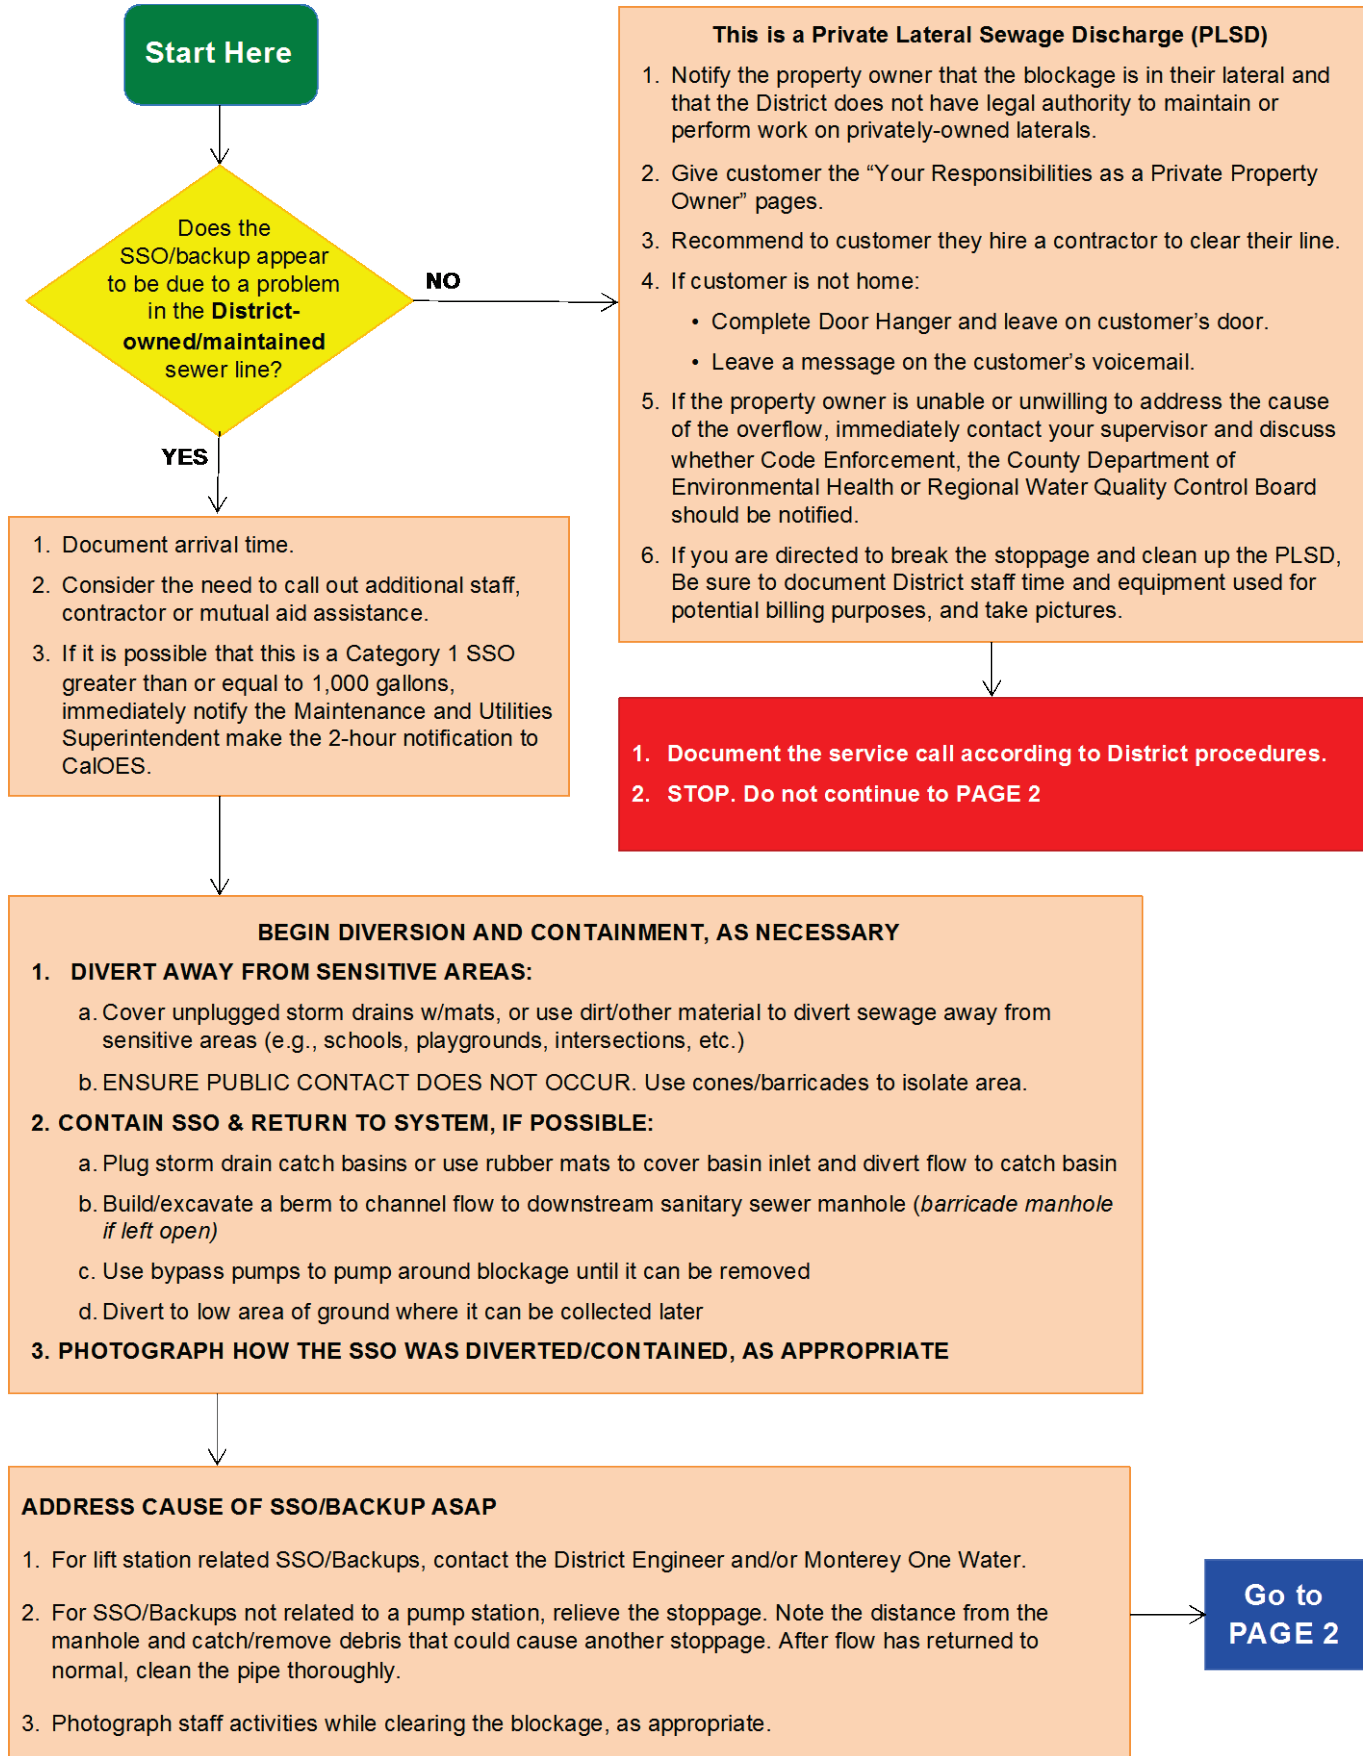 Start Here
Does the
SSO/backup appear
to be due to a problem
in the District-
owned/maintained
sewer line?
NO
YES
This is a Private Lateral Sewage Discharge (PLSD)
1. Notify the property owner that the blockage is in their lateral and
that the District does not have legal authority to maintain or
perform work on privately-owned laterals.
2. Give customer the “Your Responsibilities as a Private Property
Owner” pages.
3. Recommend to customer they hire a contractor to clear their line.
4. If customer is not home:
• Complete Door Hanger and leave on customer’s door.
• Leave a message on the customer’s voicemail.
5. If the property owner is unable or unwilling to address the cause
of the overflow, immediately contact your supervisor and discuss
whether Code Enforcement, the County Department of
Environmental Health or Regional Water Quality Control Board
should be notified.
6. If you are directed to break the stoppage and clean up the PLSD,
Be sure to document District staff time and equipment used for
potential billing purposes, and take pictures.
1. Document the service call according to District procedures.
2. STOP. Do not continue to PAGE 2
1. Document arrival time.
2. Consider the need to call out additional staff,
contractor or mutual aid assistance.
3. If it is possible that this is a Category 1 SSO
greater than or equal to 1,000 gallons,
immediately notify the Maintenance and Utilities
Superintendent make the 2-hour notification to
CalOES.
BEGIN DIVERSION AND CONTAINMENT, AS NECESSARY
1. DIVERT AWAY FROM SENSITIVE AREAS:
a. Cover unplugged storm drains w/mats, or use dirt/other material to divert sewage away from
sensitive areas (e.g., schools, playgrounds, intersections, etc.)
b. ENSURE PUBLIC CONTACT DOES NOT OCCUR. Use cones/barricades to isolate area.
2. CONTAIN SSO & RETURN TO SYSTEM, IF POSSIBLE:
a. Plug storm drain catch basins or use rubber mats to cover basin inlet and divert flow to catch basin
b. Build/excavate a berm to channel flow to downstream sanitary sewer manhole (barricade manhole
if left open)
c. Use bypass pumps to pump around blockage until it can be removed
d. Divert to low area of ground where it can be collected later
3. PHOTOGRAPH HOW THE SSO WAS DIVERTED/CONTAINED, AS APPROPRIATE
ADDRESS CAUSE OF SSO/BACKUP ASAP
1. For lift station related SSO/Backups, contact the District Engineer and/or Monterey One Water.
2. For SSO/Backups not related to a pump station, relieve the stoppage. Note the distance from the
manhole and catch/remove debris that could cause another stoppage. After flow has returned to
normal, clean the pipe thoroughly.
3. Photograph staff activities while clearing the blockage, as appropriate.
Go to
PAGE 2